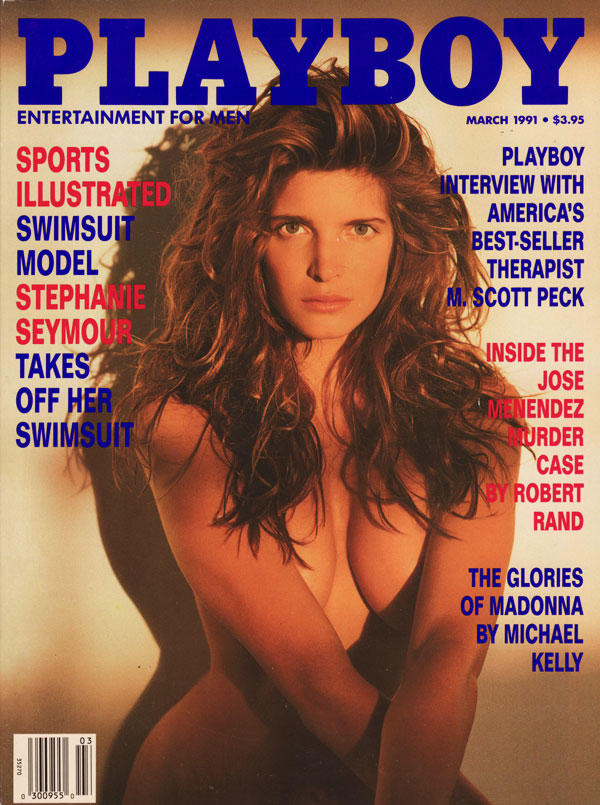 PLAYBOY
ENTERTAINMENT FOR MEN
MARCH 1991 • $3.95
SPORTS
ILLUSTRATED
SWIMSUIT
MODEL
STEPHANIE
SEYMOUR
TAKES
OFF HER
SWIMSUIT
PLAYBOY
INTERVIEW WITH
AMERICA'S
BEST-SELLER
THERAPIST
M. SCOTT PECK
INSIDE THE
JOSE
MENENDEZ
MURDER
CASE
BY ROBERT
RAND
THE GLORIES
OF MADONNA
BY MICHAEL
KELLY
03
35270
0 300955 0